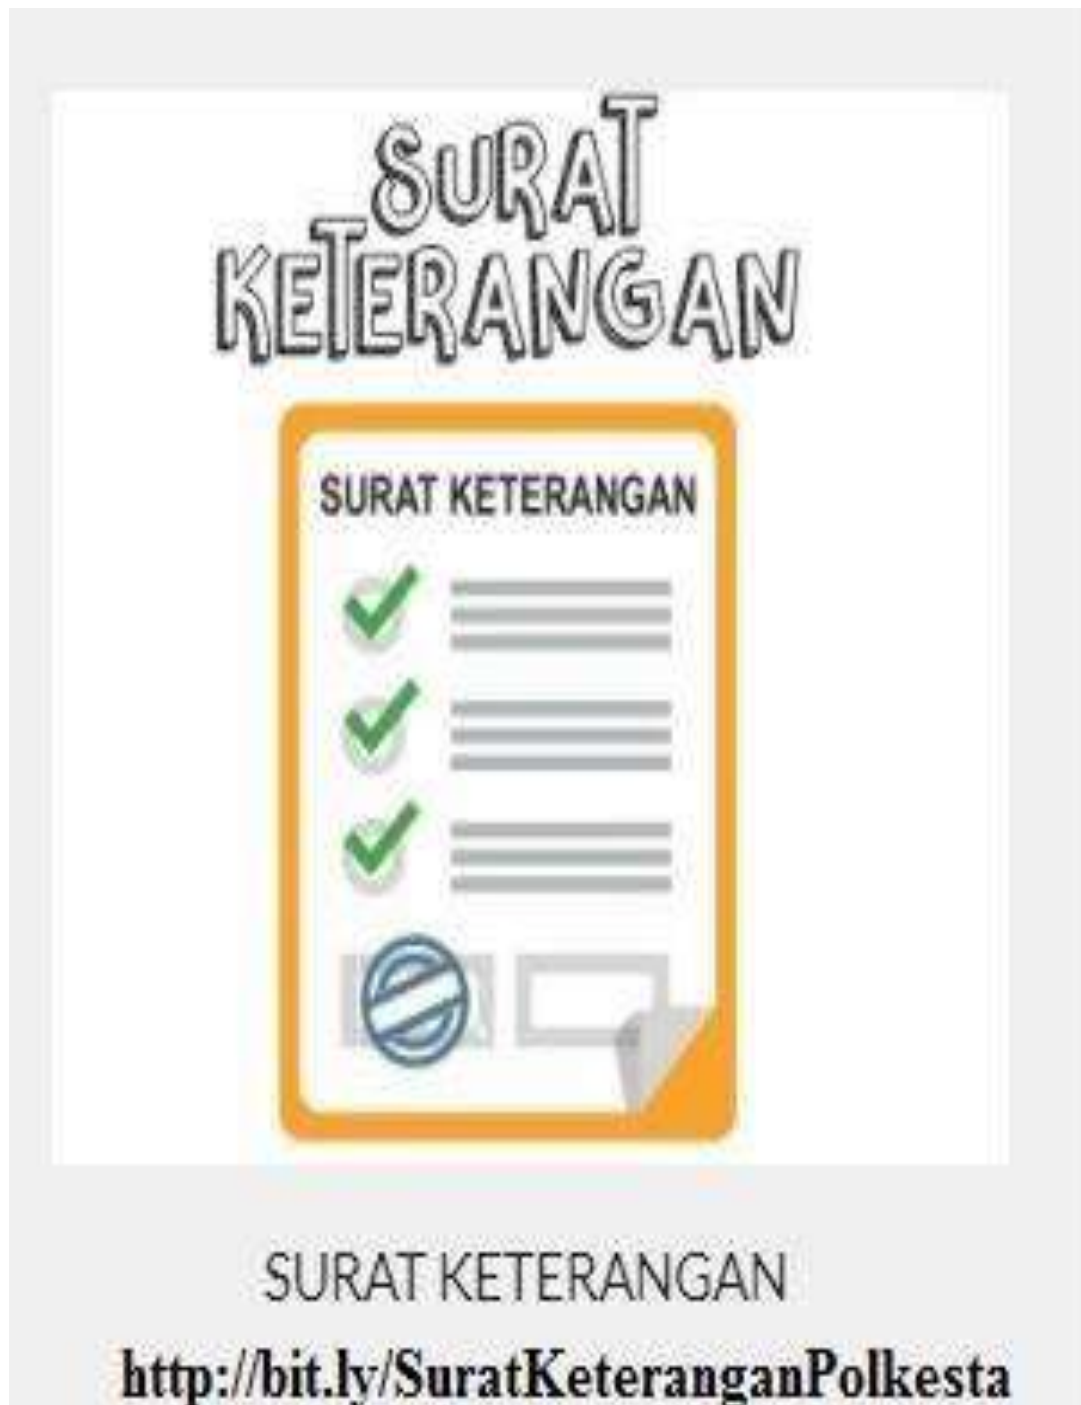 SURAT
KETERANGAN
SURAT KETERANGAN
SURAT KETERANGAN
http://bit.ly/SuratKeteranganPolkesta